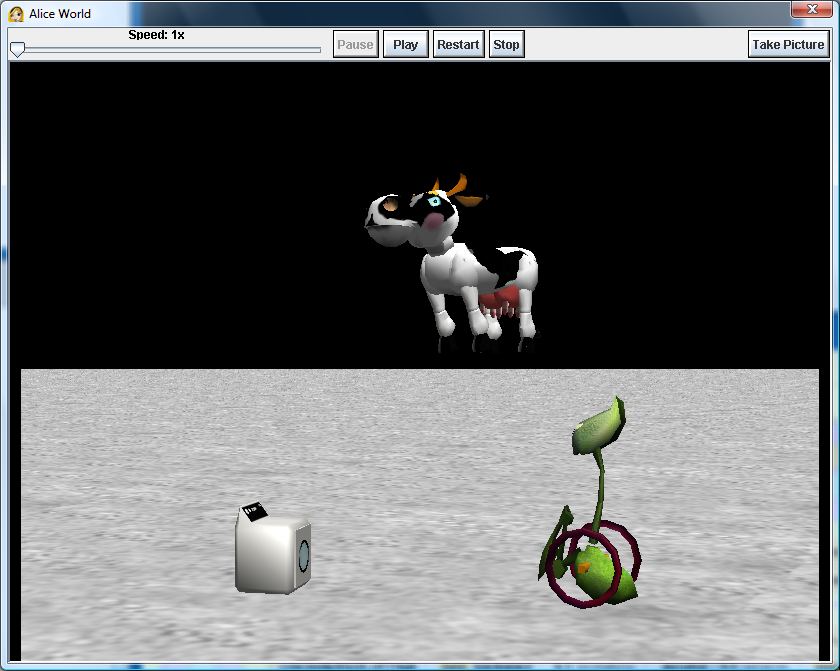 Alice World
Speed: 1x
Pause Play Restart Stop Take Picture